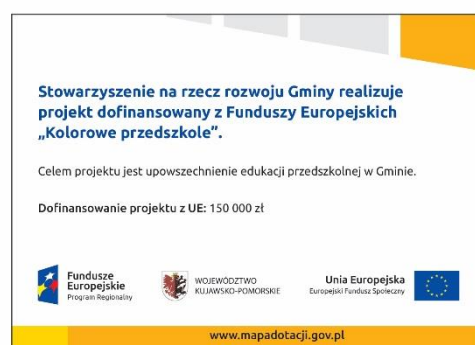 Stowarzyszenie na rzecz rozwoju Gminy realizuje
projekt dofinansowany z Funduszy Europejskich
„Kolorowe przedszkole”.
Celem projektu jest upowszechnienie edukacji przedszkolnej w Gminie.
Dofinansowanie projektu z UE: 150 000 zł
Fundusze
Europejskie
Program Regionalny
WOJEWÓDZTWO
KUJAWSKO-POMORSKIE
Unia Europejska
Europejski Fundusz Społeczny
www.mapadotacji.gov.pl